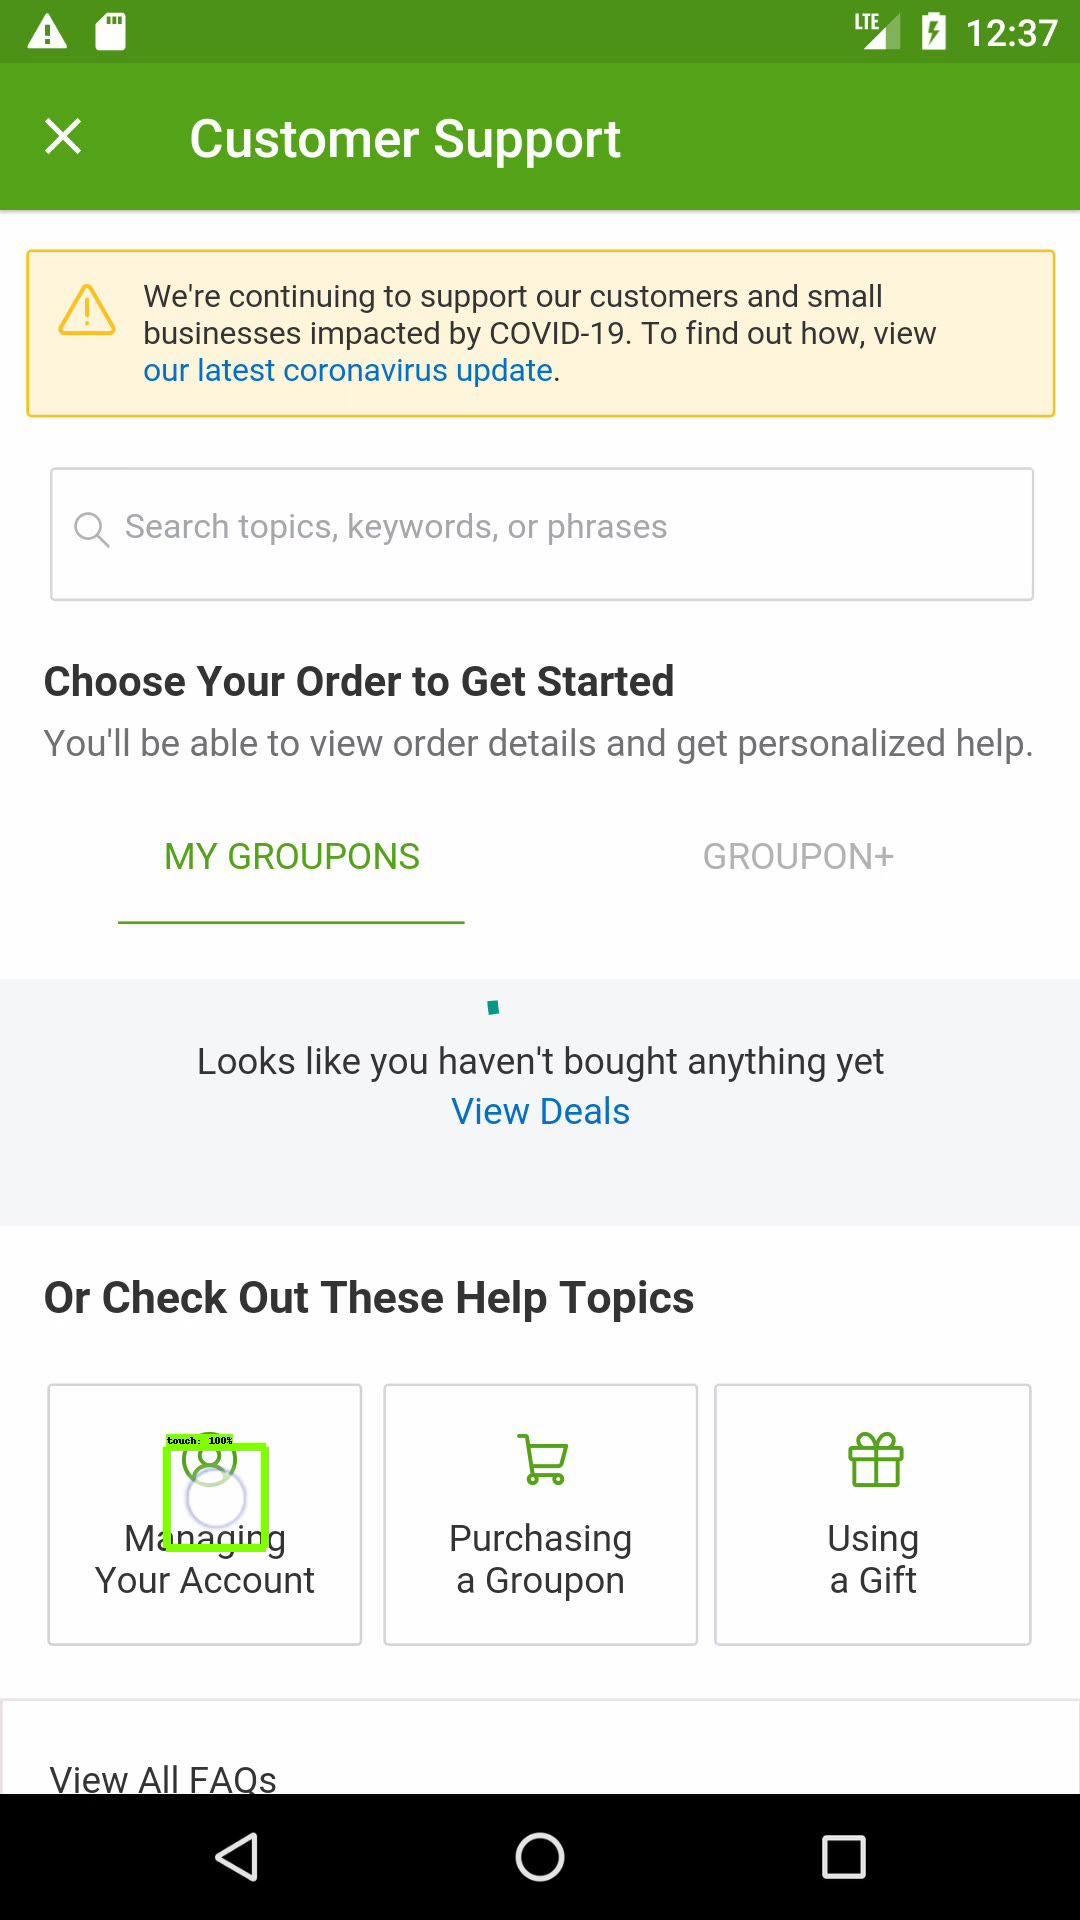 LTE 12:37
Customer Support
We're continuing to support our customers and small
businesses impacted by COVID-19. To find out how, view
our latest coronavirus update.
Search topics, keywords, or phrases
Choose Your Order to Get Started
You'll be able to view order details and get personalized help.
MY GROUPONS
GROUPON+
Looks like you haven't bought anything yet
View Deals
Or Check Out These Help Topics
touch: 100%
Managing
Your Account
Purchasing
a Groupon
Using
a Gift
View All FAQs